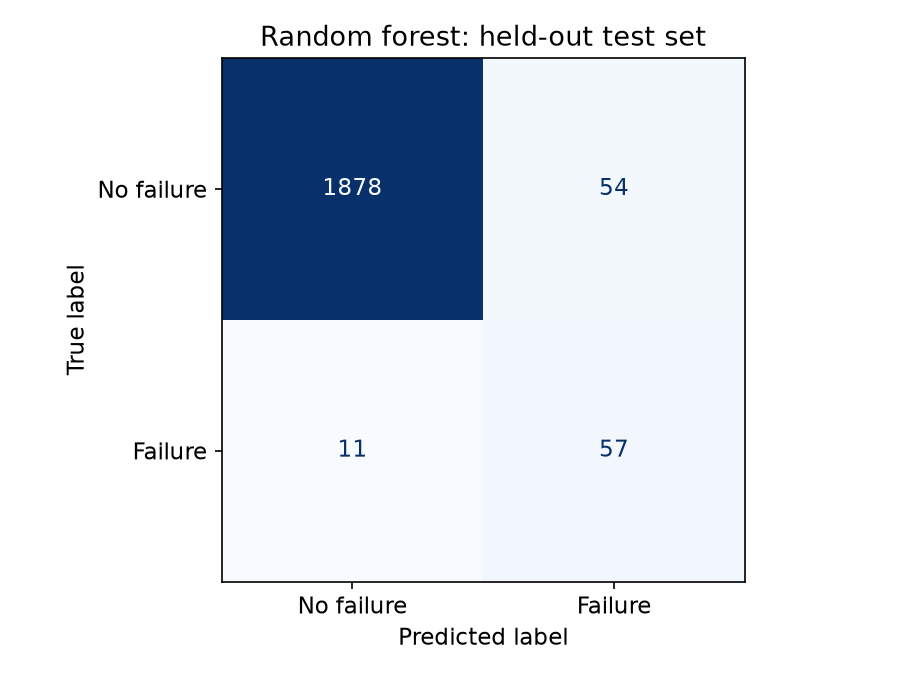 Random forest: held-out test set
No failure
1878
54
True label
Failure
11
57
No failure
Failure
Predicted label